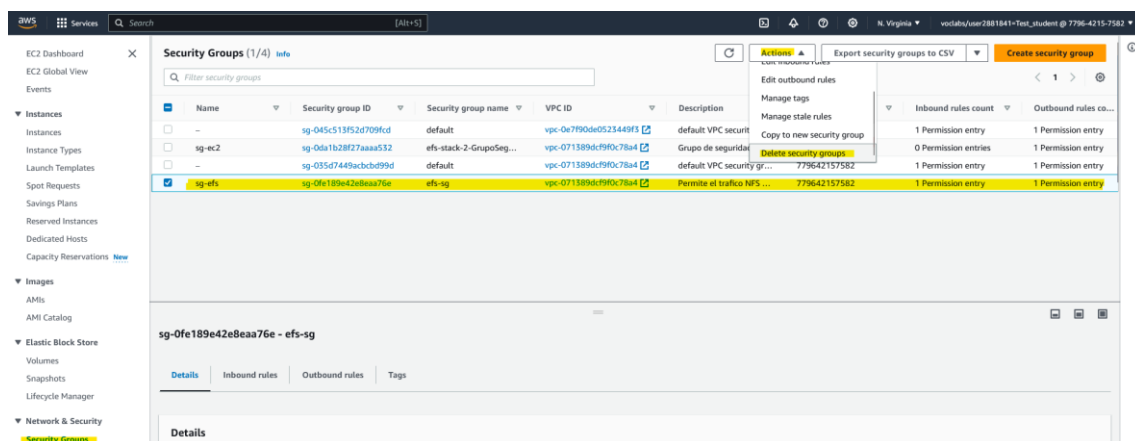 aws
Services
Search
[Alt+S]
N. Virginia
voclabs/user2881841=Test_student @ 7796-4215-7582
EC2 Dashboard
EC2 Global View
Events
Instances
Instances
Instance Types
Launch Templates
Spot Requests
Savings Plans
Reserved Instances
Dedicated Hosts
Capacity Reservations New
Images
AMIs
AMI Catalog
Elastic Block Store
Volumes
Snapshots
Lifecycle Manager
Network & Security
Security Groups
Security Groups (1/4) Info
Actions
Export security groups to CSV
Create security group
Filter security groups
1
Edit inbound rules
Edit outbound rules
Manage tags
Manage stale rules
Copy to new security group
Delete security groups
Name Security group ID Security group name VPC ID Description Inbound rules count Outbound rules co...
– sg-045c513f52d709fcd default vpc-0e7f90de0523449f3 default VPC securit 1 Permission entry 1 Permission entry
sg-ec2 sg-0da1b28f27aaaa532 efs-stack-2-GrupoSeg... vpc-071389dcf9f0c78a4 Grupo de seguridad 0 Permission entries 1 Permission entry
– sg-035d7449acbcbd99d default vpc-071389dcf9f0c78a4 default VPC security gr... 779642157582 1 Permission entry 1 Permission entry
sg-efs sg-0fe189e42e8eaa76e efs-sg vpc-071389dcf9f0c78a4 Permite el trafico NFS ... 779642157582 1 Permission entry 1 Permission entry
sg-0fe189e42e8eaa76e - efs-sg
Details Inbound rules Outbound rules Tags
Details